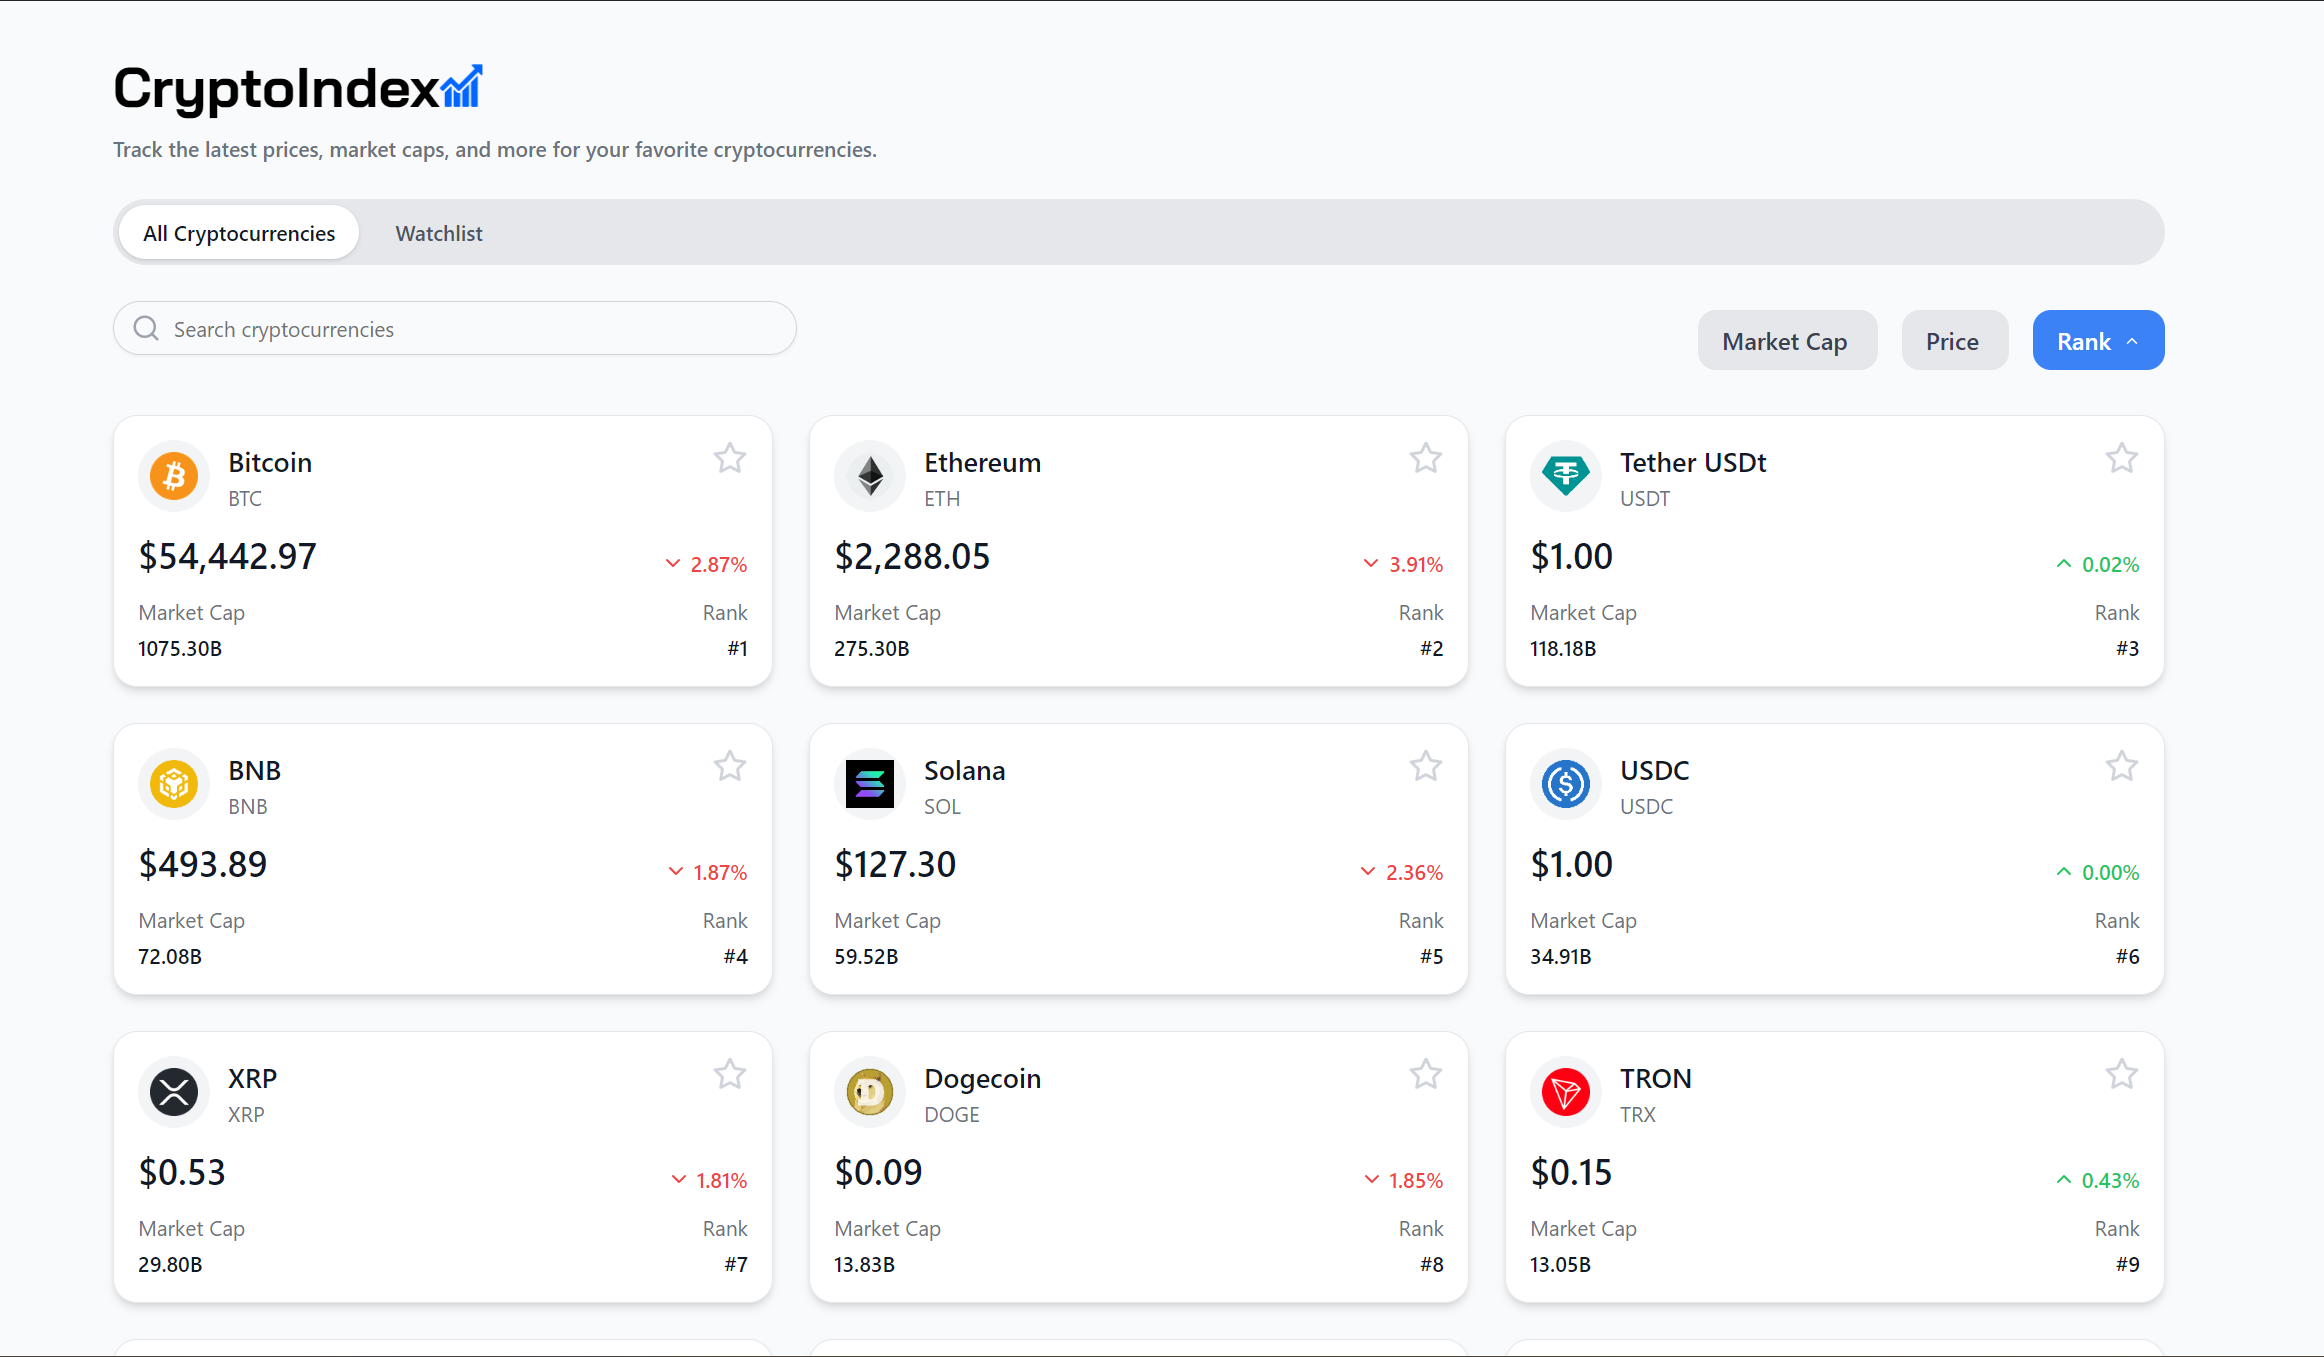 CryptoIndex
Track the latest prices, market caps, and more for your favorite cryptocurrencies.
All Cryptocurrencies
Watchlist
Search cryptocurrencies
Market Cap
Price
Rank
Bitcoin
BTC
$54,442.97
2.87%
Market Cap
Rank
1075.30B
#1
Ethereum
ETH
$2,288.05
3.91%
Market Cap
Rank
275.30B
#2
Tether USDt
USDT
$1.00
0.02%
Market Cap
Rank
118.18B
#3
BNB
BNB
$493.89
1.87%
Market Cap
Rank
72.08B
#4
Solana
SOL
$127.30
2.36%
Market Cap
Rank
59.52B
#5
USDC
USDC
$1.00
0.00%
Market Cap
Rank
34.91B
#6
XRP
XRP
$0.53
1.81%
Market Cap
Rank
29.80B
#7
Dogecoin
DOGE
$0.09
1.85%
Market Cap
Rank
13.83B
#8
TRON
TRX
$0.15
0.43%
Market Cap
Rank
13.05B
#9